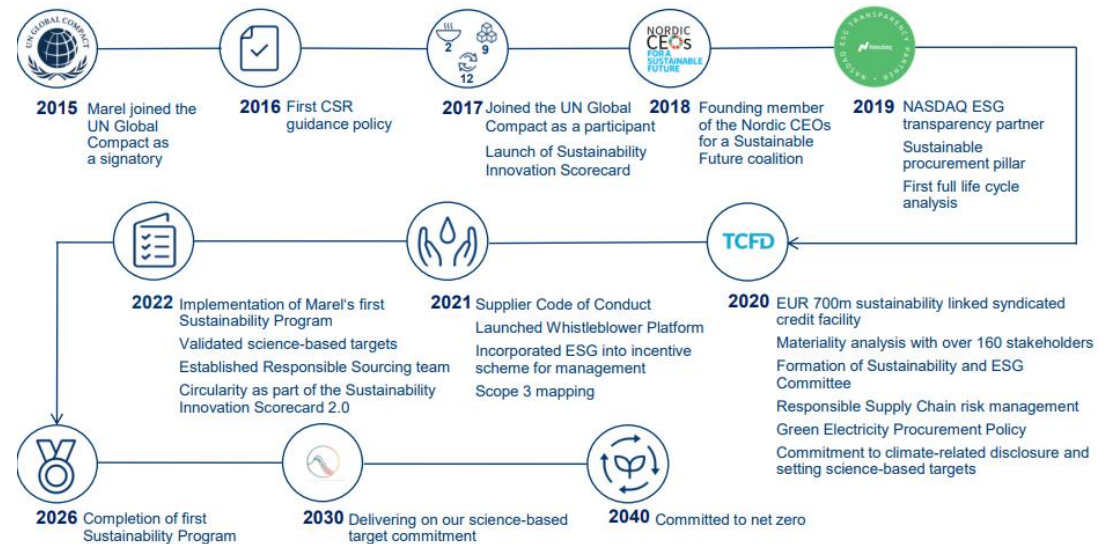 UN GLOBAL COMPACT
2
9
12
NORDIC
CEOs
FOR A
SUSTAINABLE
FUTURE
NASDAQ ESG TRANSPARENCY PARTNER
Nasdaq
2015 Marel joined the
UN Global
Compact as
a signatory
2016 First CSR
guidance policy
2017 Joined the UN Global
Compact as a participant
Launch of Sustainability
Innovation Scorecard
2018 Founding member
of the Nordic CEOs
for a Sustainable
Future coalition
2019 NASDAQ ESG
transparency partner
Sustainable
procurement pillar
First full life cycle
analysis
TCFD
2022 Implementation of Marel's first
Sustainability Program
Validated science-based targets
Established Responsible Sourcing team
Circularity as part of the Sustainability
Innovation Scorecard 2.0
2021 Supplier Code of Conduct
Launched Whistleblower Platform
Incorporated ESG into incentive
scheme for management
Scope 3 mapping
2020 EUR 700m sustainability linked syndicated
credit facility
Materiality analysis with over 160 stakeholders
Formation of Sustainability and ESG
Committee
Responsible Supply Chain risk management
Green Electricity Procurement Policy
Commitment to climate-related disclosure and
setting science-based targets
2026 Completion of first
Sustainability Program
2030 Delivering on our science-based
target commitment
2040 Committed to net zero